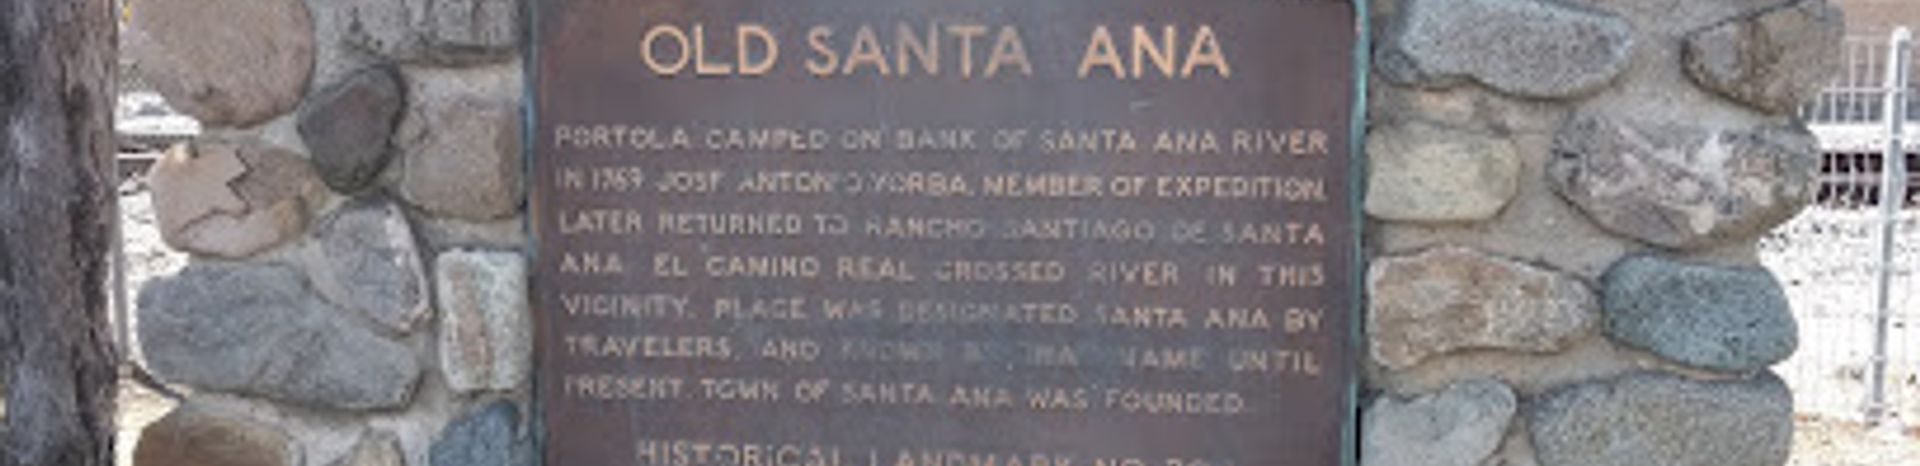 OLD SANTA ANA
PORTOLA CAMPED ON BANK OF SANTA ANA RIVER
IN 1769. JOSE ANTONIO YORBA, MEMBER OF EXPEDITION,
LATER RETURNED TO RANCHO SANTIAGO DE SANTA
ANA. EL CAMINO REAL CROSSED RIVER IN THIS
VICINITY. PLACE WAS DESIGNATED SANTA ANA BY
TRAVELERS, AND KNOWN BY THAT NAME UNTIL
PRESENT TOWN OF SANTA ANA WAS FOUNDED.
HISTORICAL LANDMARK NO.